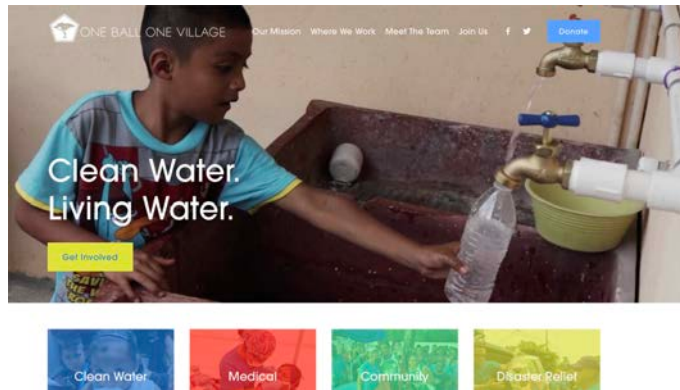 ONE BALL ONE VILLAGE
Our Mission Where We Work Meet The Team Join Us f Donate
Clean Water.
Living Water.
Get Involved
Clean Water Medical Community Disaster Relief